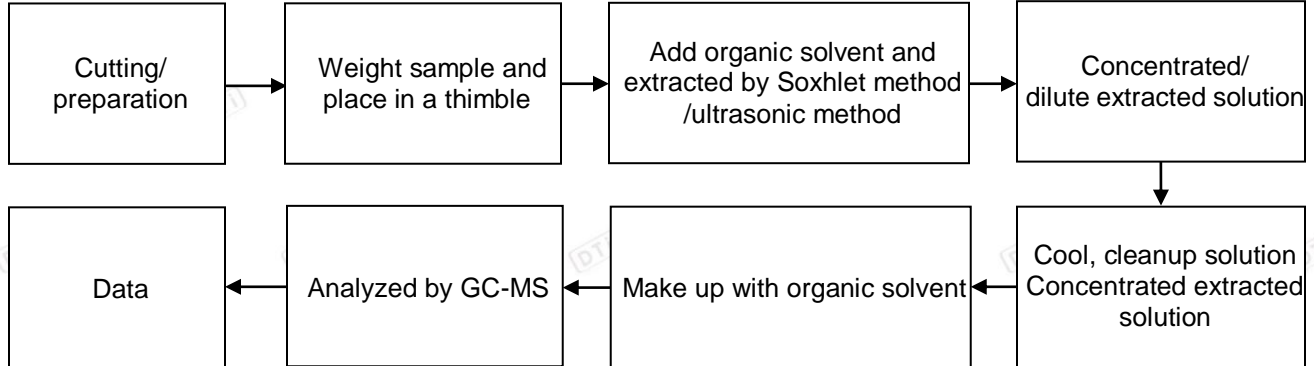 Cutting/
preparation
Weight sample and
place in a thimble
Add organic solvent and
extracted by Soxhlet method
/ultrasonic method
Concentrated/
dilute extracted solution
Cool, cleanup solution
Concentrated extracted
solution
Make up with organic solvent
Analyzed by GC-MS
Data